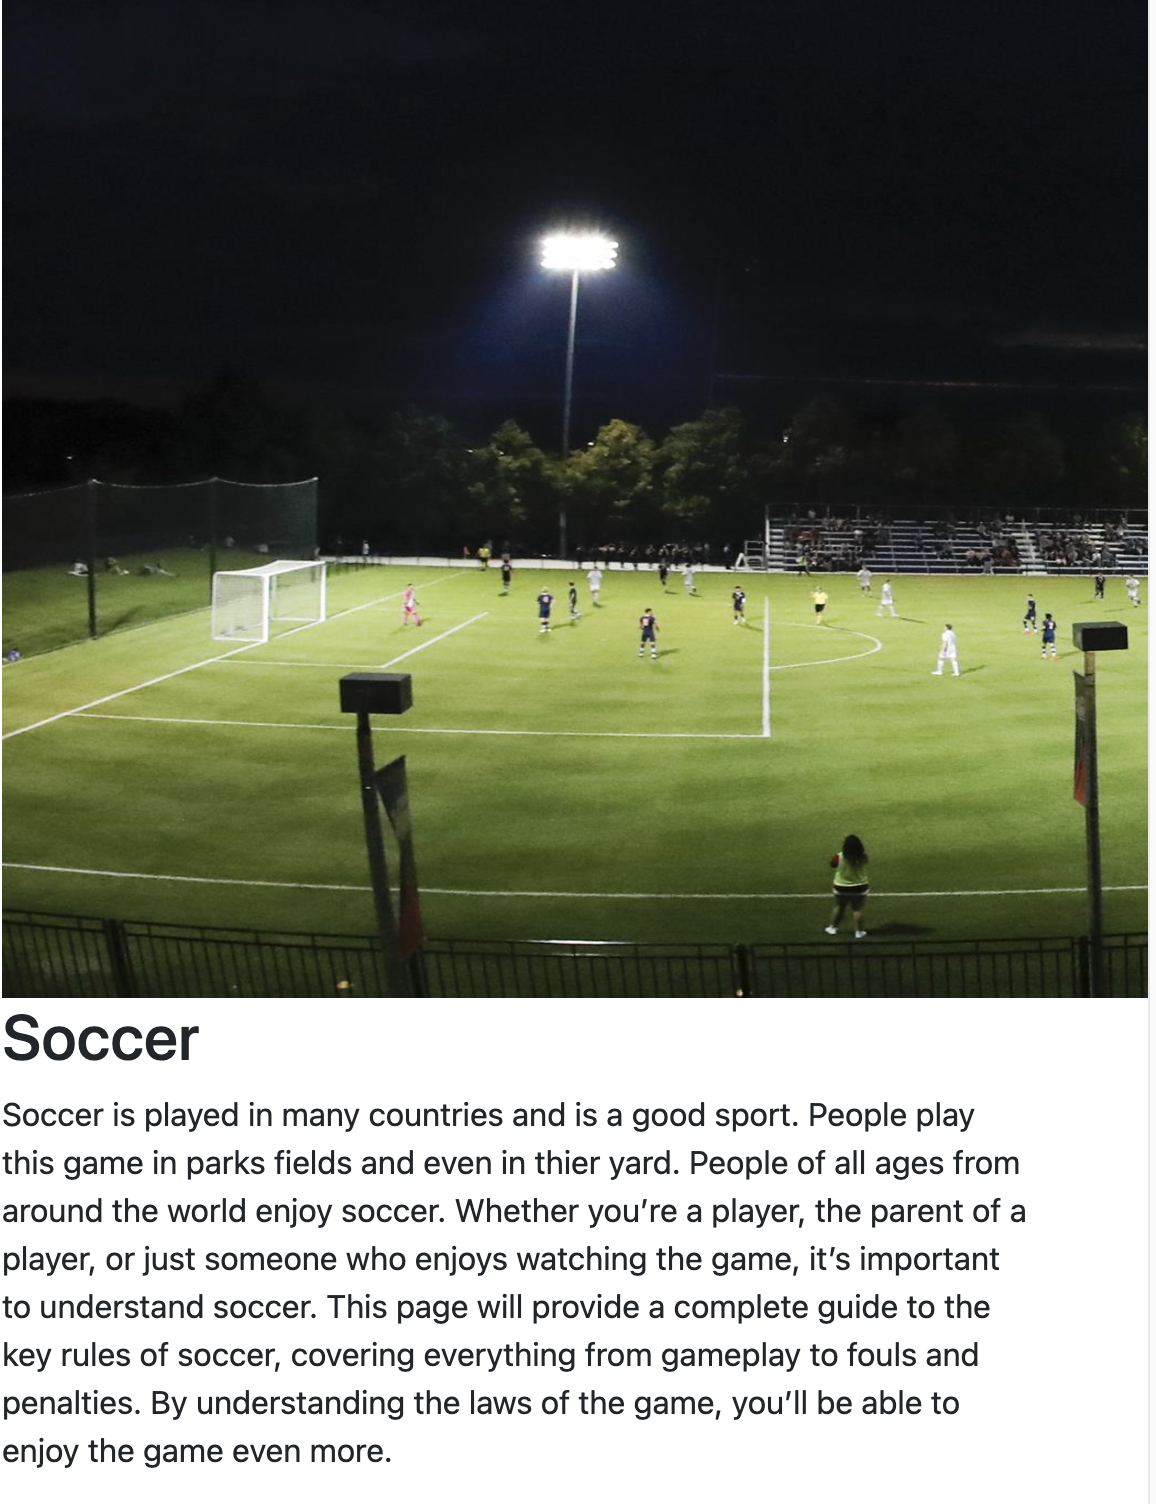 Soccer
Soccer is played in many countries and is a good sport. People play
this game in parks fields and even in thier yard. People of all ages from
around the world enjoy soccer. Whether you’re a player, the parent of a
player, or just someone who enjoys watching the game, it’s important
to understand soccer. This page will provide a complete guide to the
key rules of soccer, covering everything from gameplay to fouls and
penalties. By understanding the laws of the game, you’ll be able to
enjoy the game even more.